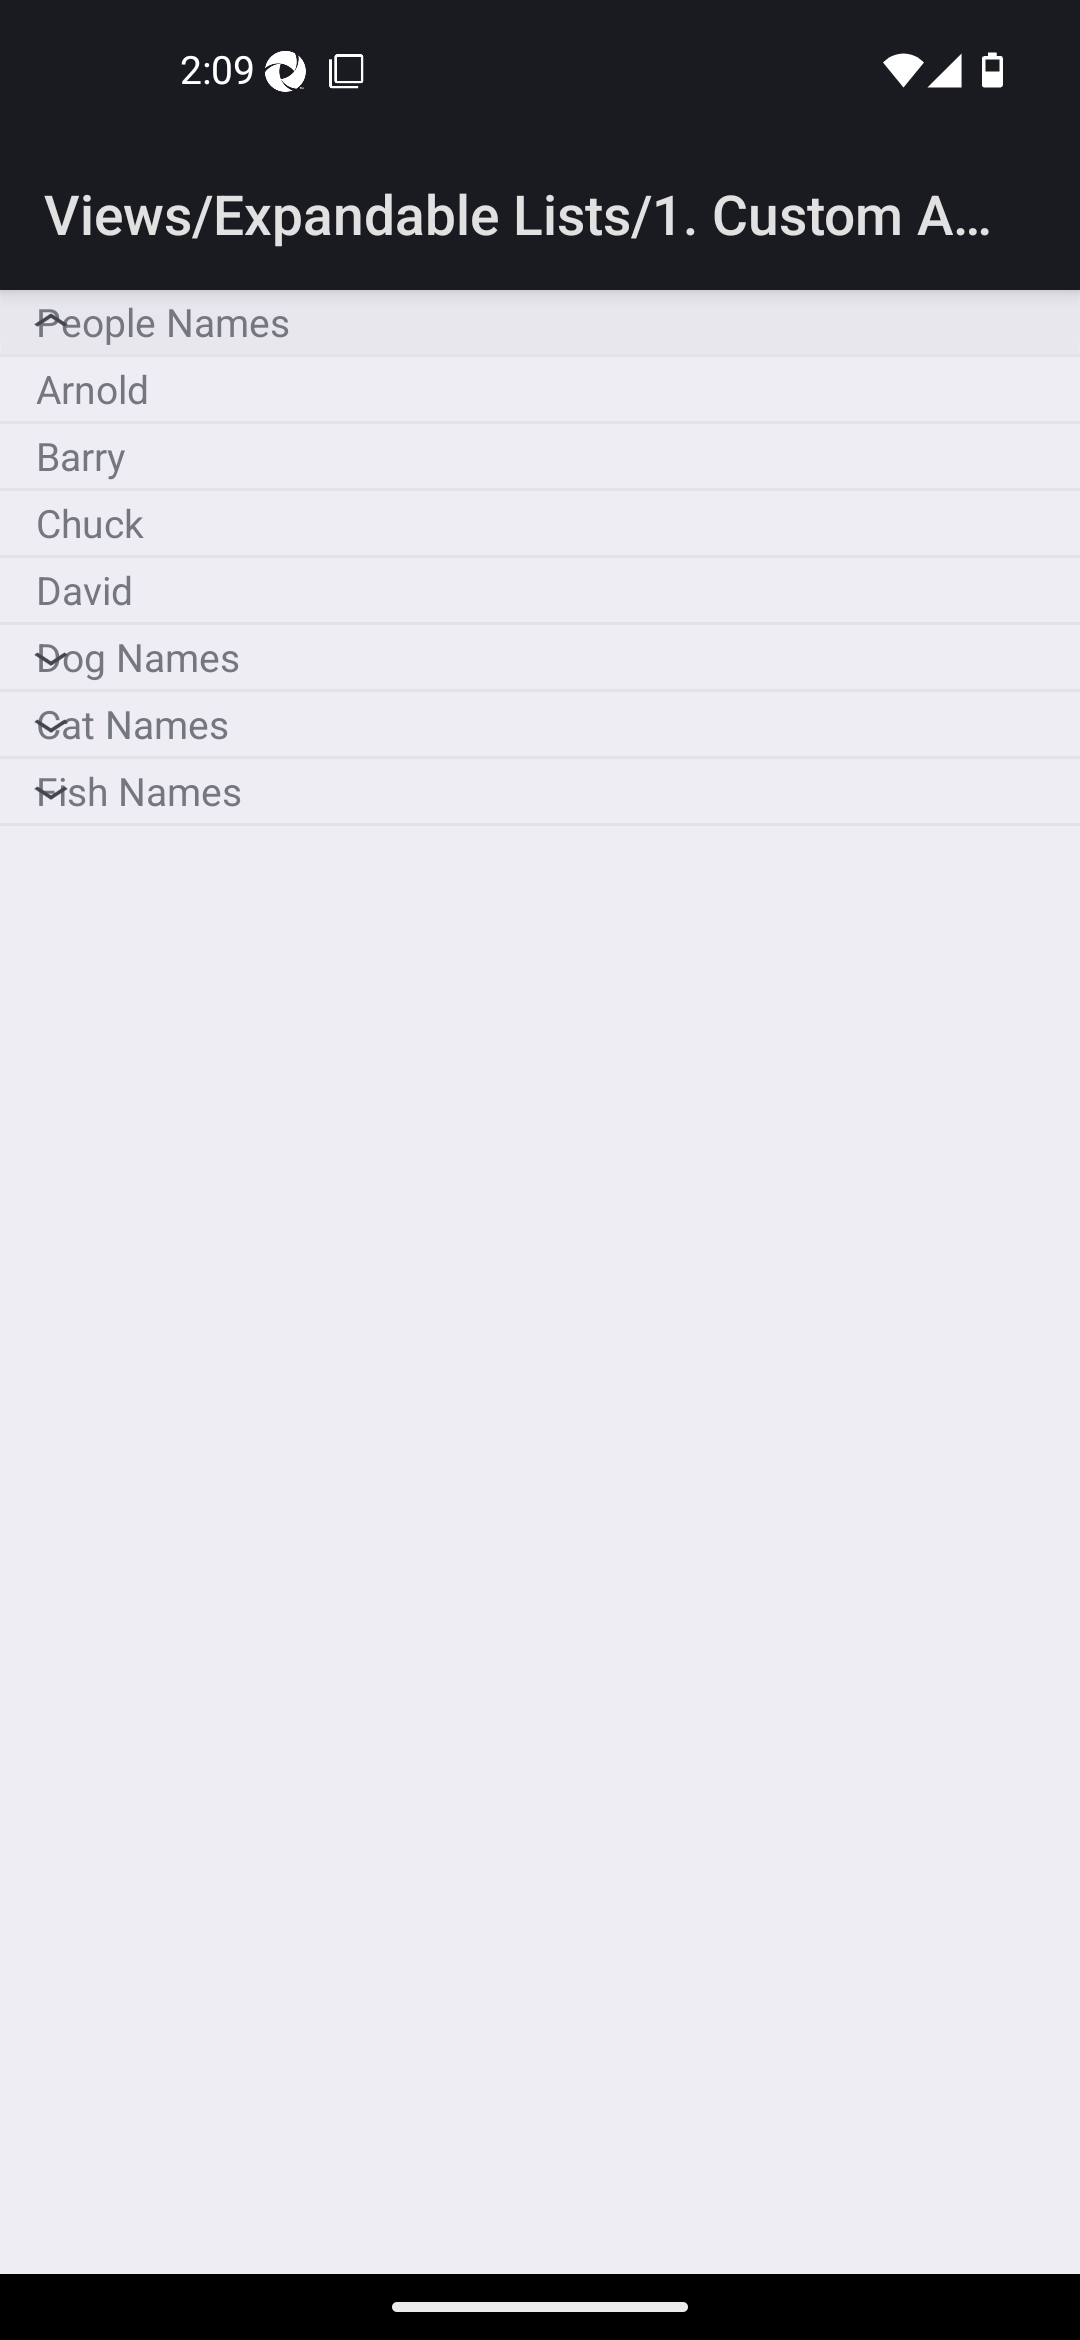 2:09
Views/Expandable Lists/1. Custom A...
People Names
Arnold
Barry
Chuck
David
Dog Names
Cat Names
Fish Names